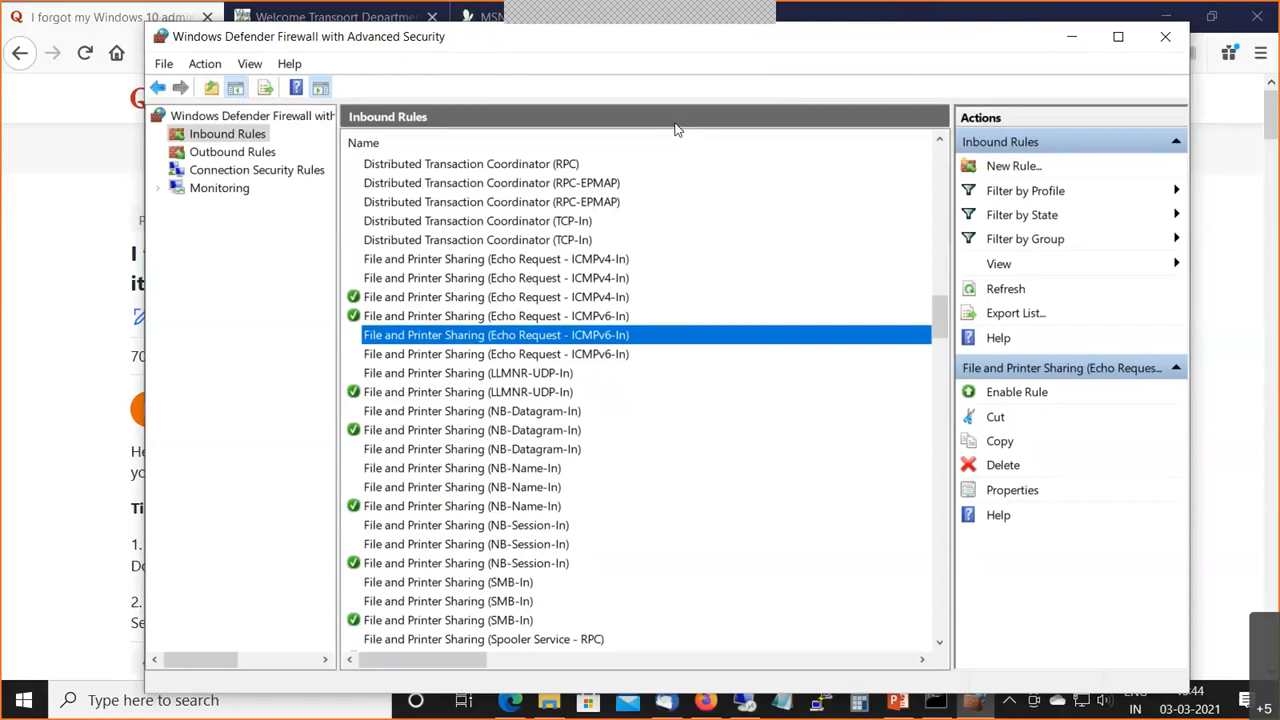 I forgot my Windows 10 admin
Welcome Transport Departme
MSN
Windows Defender Firewall with Advanced Security
File Action View Help
Windows Defender Firewall with
Inbound Rules
Outbound Rules
Connection Security Rules
Monitoring
Inbound Rules
Name
Distributed Transaction Coordinator (RPC)
Distributed Transaction Coordinator (RPC-EPMAP)
Distributed Transaction Coordinator (RPC-EPMAP)
Distributed Transaction Coordinator (TCP-In)
Distributed Transaction Coordinator (TCP-In)
File and Printer Sharing (Echo Request - ICMPv4-In)
File and Printer Sharing (Echo Request - ICMPv4-In)
File and Printer Sharing (Echo Request - ICMPv4-In)
File and Printer Sharing (Echo Request - ICMPv6-In)
File and Printer Sharing (Echo Request - ICMPv6-In)
File and Printer Sharing (Echo Request - ICMPv6-In)
File and Printer Sharing (LLMNR-UDP-In)
File and Printer Sharing (LLMNR-UDP-In)
File and Printer Sharing (NB-Datagram-In)
File and Printer Sharing (NB-Datagram-In)
File and Printer Sharing (NB-Datagram-In)
File and Printer Sharing (NB-Name-In)
File and Printer Sharing (NB-Name-In)
File and Printer Sharing (NB-Name-In)
File and Printer Sharing (NB-Session-In)
File and Printer Sharing (NB-Session-In)
File and Printer Sharing (NB-Session-In)
File and Printer Sharing (SMB-In)
File and Printer Sharing (SMB-In)
File and Printer Sharing (SMB-In)
File and Printer Sharing (Spooler Service - RPC)
Actions
Inbound Rules
New Rule...
Filter by Profile
Filter by State
Filter by Group
View
Refresh
Export List...
Help
File and Printer Sharing (Echo Reques...
Enable Rule
Cut
Copy
Delete
Properties
Help
I
it
70
He
yo
Ti
1.
Do
2.
Se
Type here to search
ENG
IN
:44
03-03-2021
+5